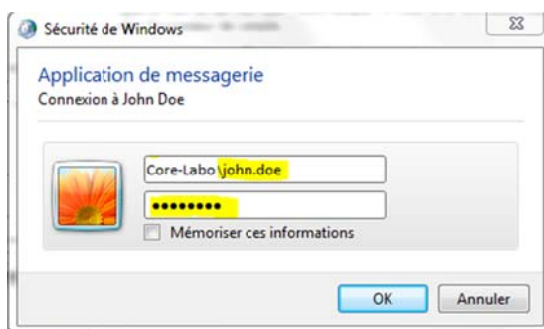 Sécurité de Windows
Application de messagerie
Connexion à John Doe
Core-Labo\john.doe
••••••••
Mémoriser ces informations
OK Annuler